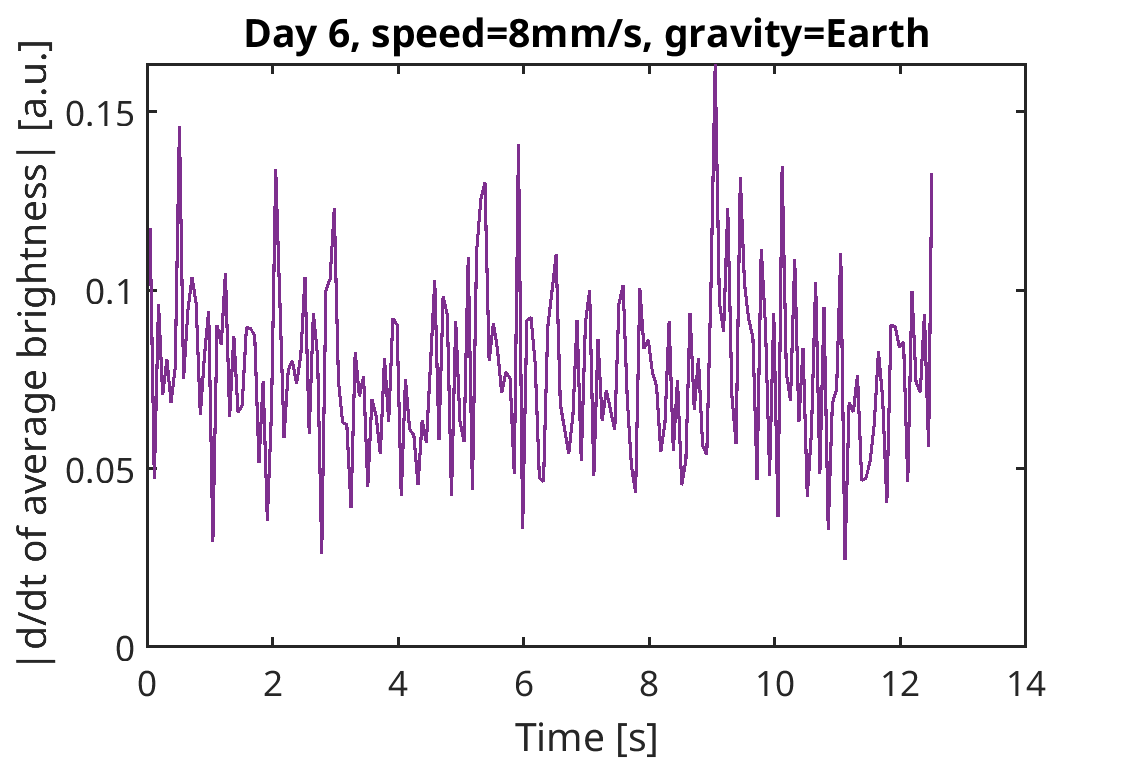 Day 6, speed=8mm/s, gravity=Earth
|d/dt of average brightness| [a.u.]
0.15
0.1
0.05
0
0 2 4 6 8 10 12 14
Time [s]